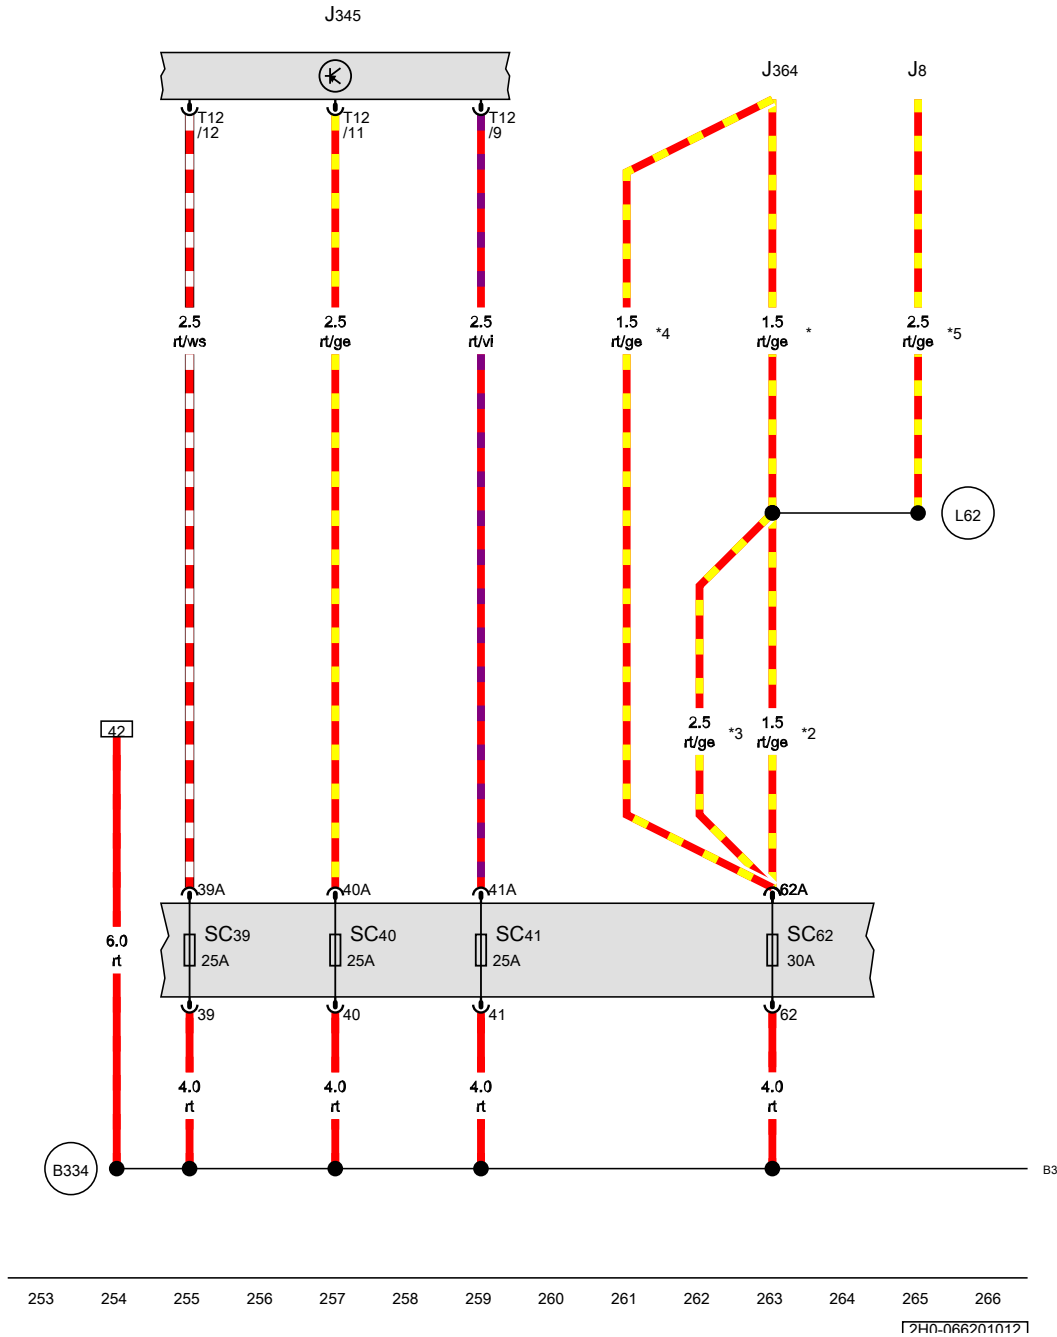 J345
J364
J8
T12
/12
T12
/11
T12
/9
2.5
rt/ws
2.5
rt/ge
2.5
rt/vi
1.5
rt/ge
*4
1.5
rt/ge
*
2.5
rt/ge
*5
L62
42
2.5
rt/ge
*3
1.5
rt/ge
*2
39A
40A
41A
62A
6.0
rt
SC39
25A
SC40
25A
SC41
25A
SC62
30A
39
40
41
62
4.0
rt
4.0
rt
4.0
rt
4.0
rt
B334
B3
253 254 255 256 257 258 259 260 261 262 263 264 265 266
2H0-066201012